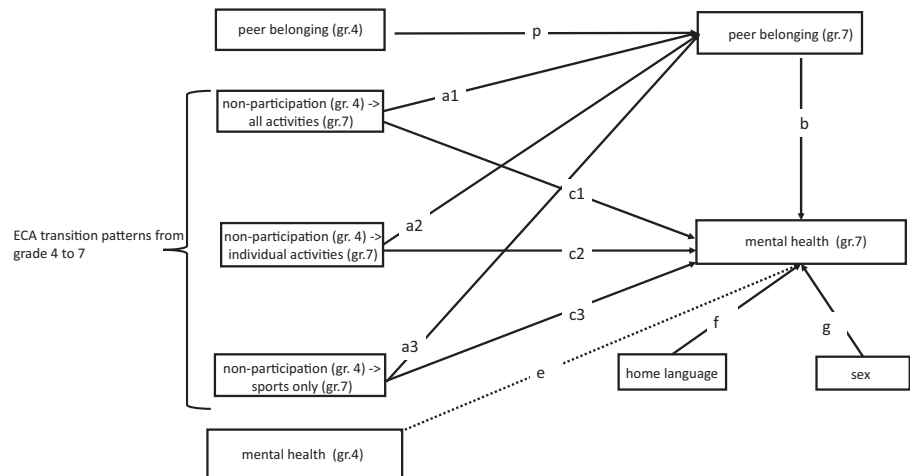 peer belonging (gr.4)
p
peer belonging (gr.7)
non-participation (gr. 4) ->
all activities (gr.7)
a1
b
c1
ECA transition patterns from
grade 4 to 7
non-participation (gr. 4) ->
individual activities (gr.7)
a2
c2
mental health (gr.7)
non-participation (gr. 4) ->
sports only (gr.7)
a3
c3
f
g
e
home language
sex
mental health (gr.4)